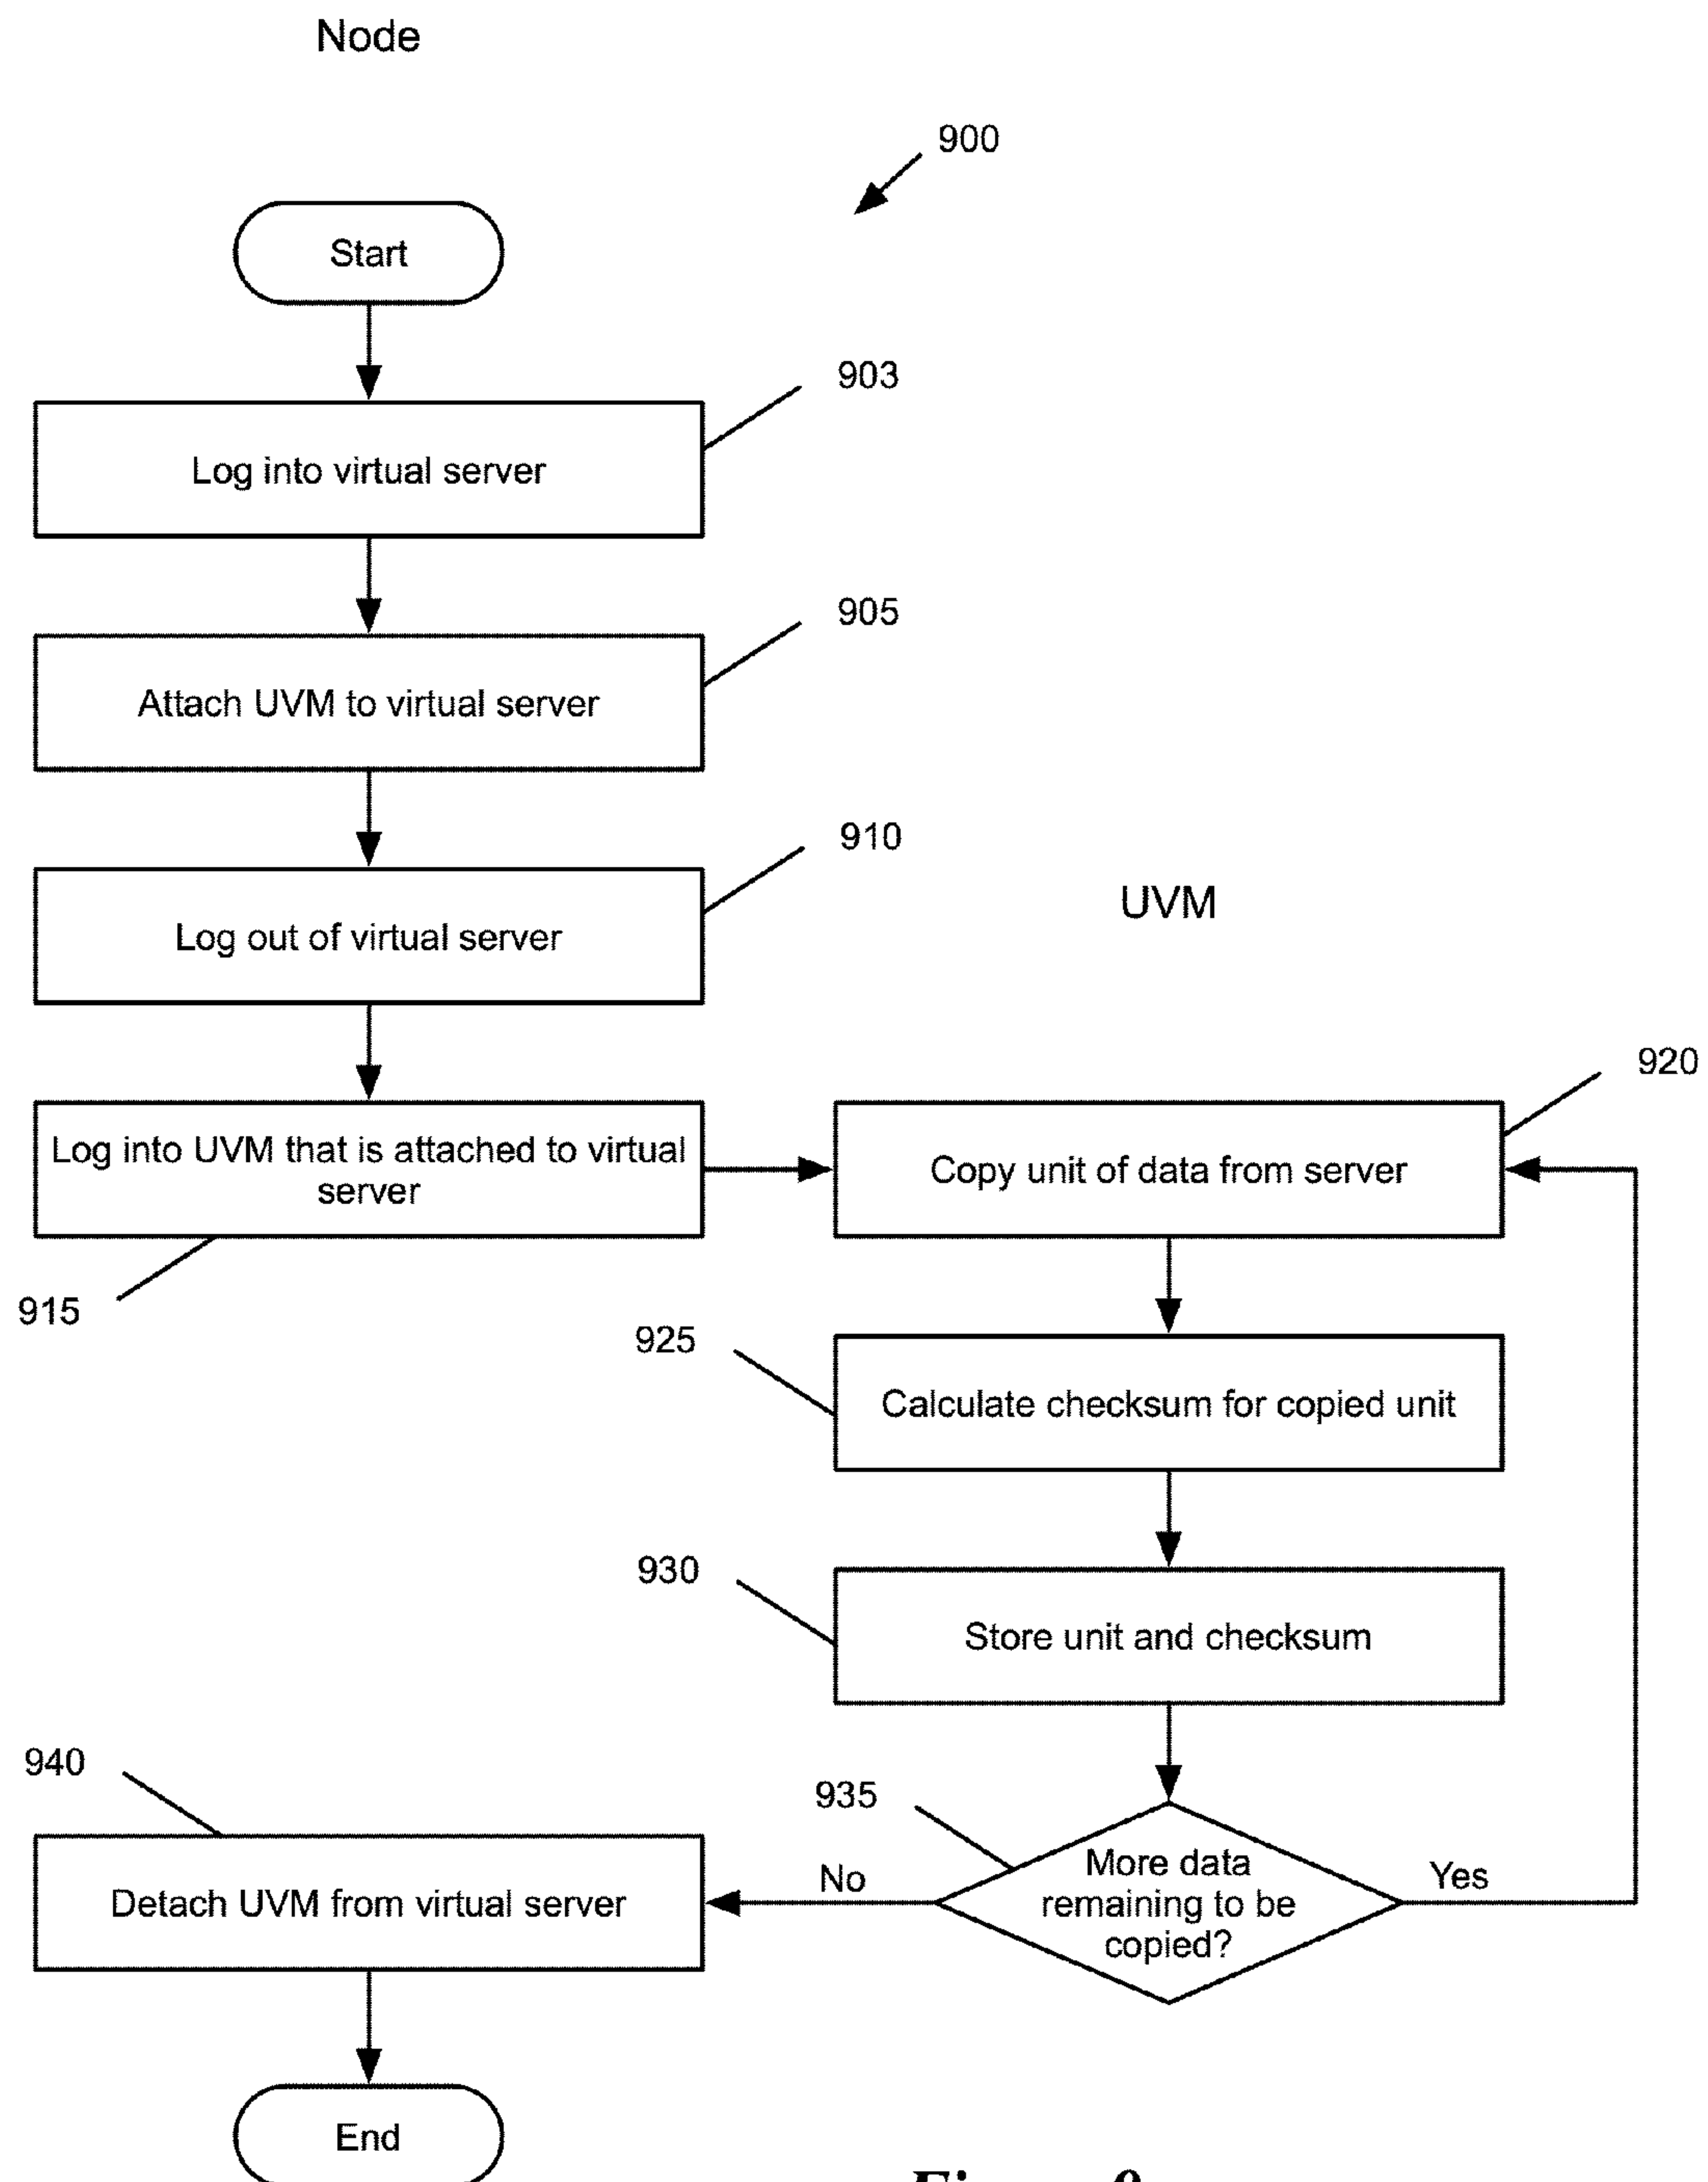 Node
900
Start
903
Log into virtual server
905
Attach UVM to virtual server
910
Log out of virtual server
UVM
920
Log into UVM that is attached to virtual
server
Copy unit of data from server
915
925
Calculate checksum for copied unit
930
Store unit and checksum
940
935
More data
remaining to be
copied?
No
Yes
Detach UVM from virtual server
End